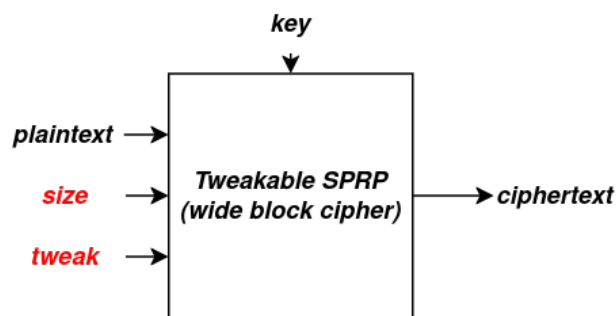 key
plaintext
size
tweak
Tweakable SPRP
(wide block cipher)
ciphertext